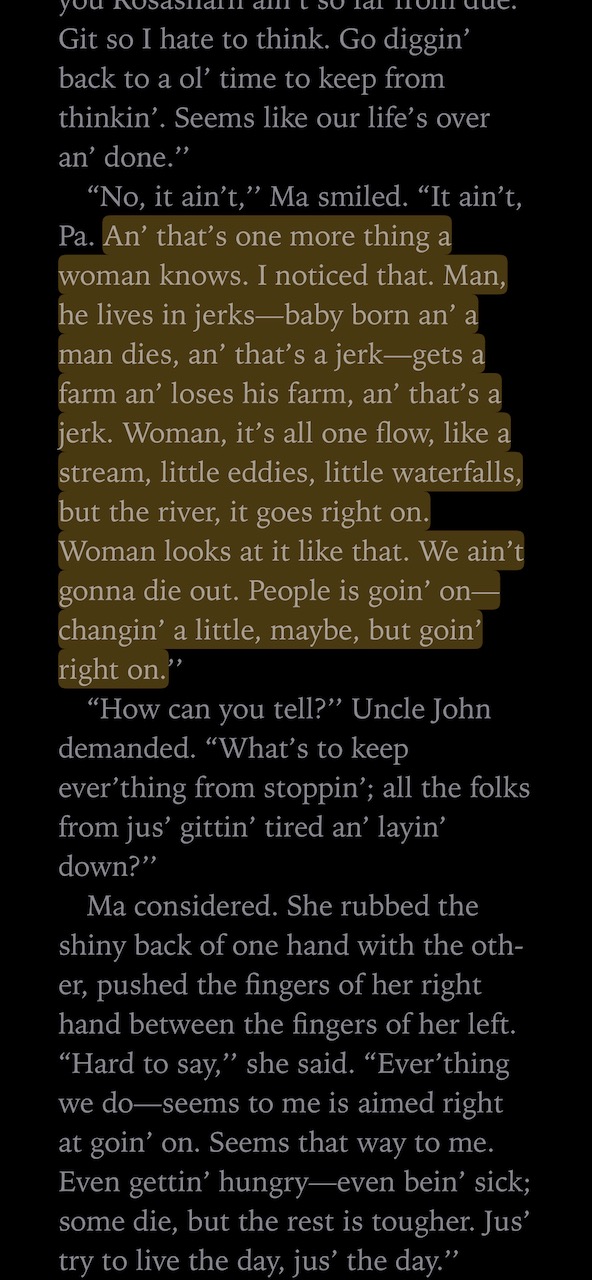 you Rosasharn ain’t so far from due.
Git so I hate to think. Go diggin’
back to a ol’ time to keep from
thinkin’. Seems like our life’s over
an’ done.’’
“No, it ain’t,’’ Ma smiled. “It ain’t,
Pa. An’ that’s one more thing a
woman knows. I noticed that. Man,
he lives in jerks—baby born an’ a
man dies, an’ that’s a jerk—gets a
farm an’ loses his farm, an’ that’s a
jerk. Woman, it’s all one flow, like a
stream, little eddies, little waterfalls,
but the river, it goes right on.
Woman looks at it like that. We ain’t
gonna die out. People is goin’ on—
changin’ a little, maybe, but goin’
right on.’’
“How can you tell?’’ Uncle John
demanded. “What’s to keep
ever’thing from stoppin’; all the folks
from jus’ gittin’ tired an’ layin’
down?’’
Ma considered. She rubbed the
shiny back of one hand with the oth-
er, pushed the fingers of her right
hand between the fingers of her left.
“Hard to say,’’ she said. “Ever’thing
we do—seems to me is aimed right
at goin’ on. Seems that way to me.
Even gettin’ hungry—even bein’ sick;
some die, but the rest is tougher. Jus’
try to live the day, jus’ the day.’’